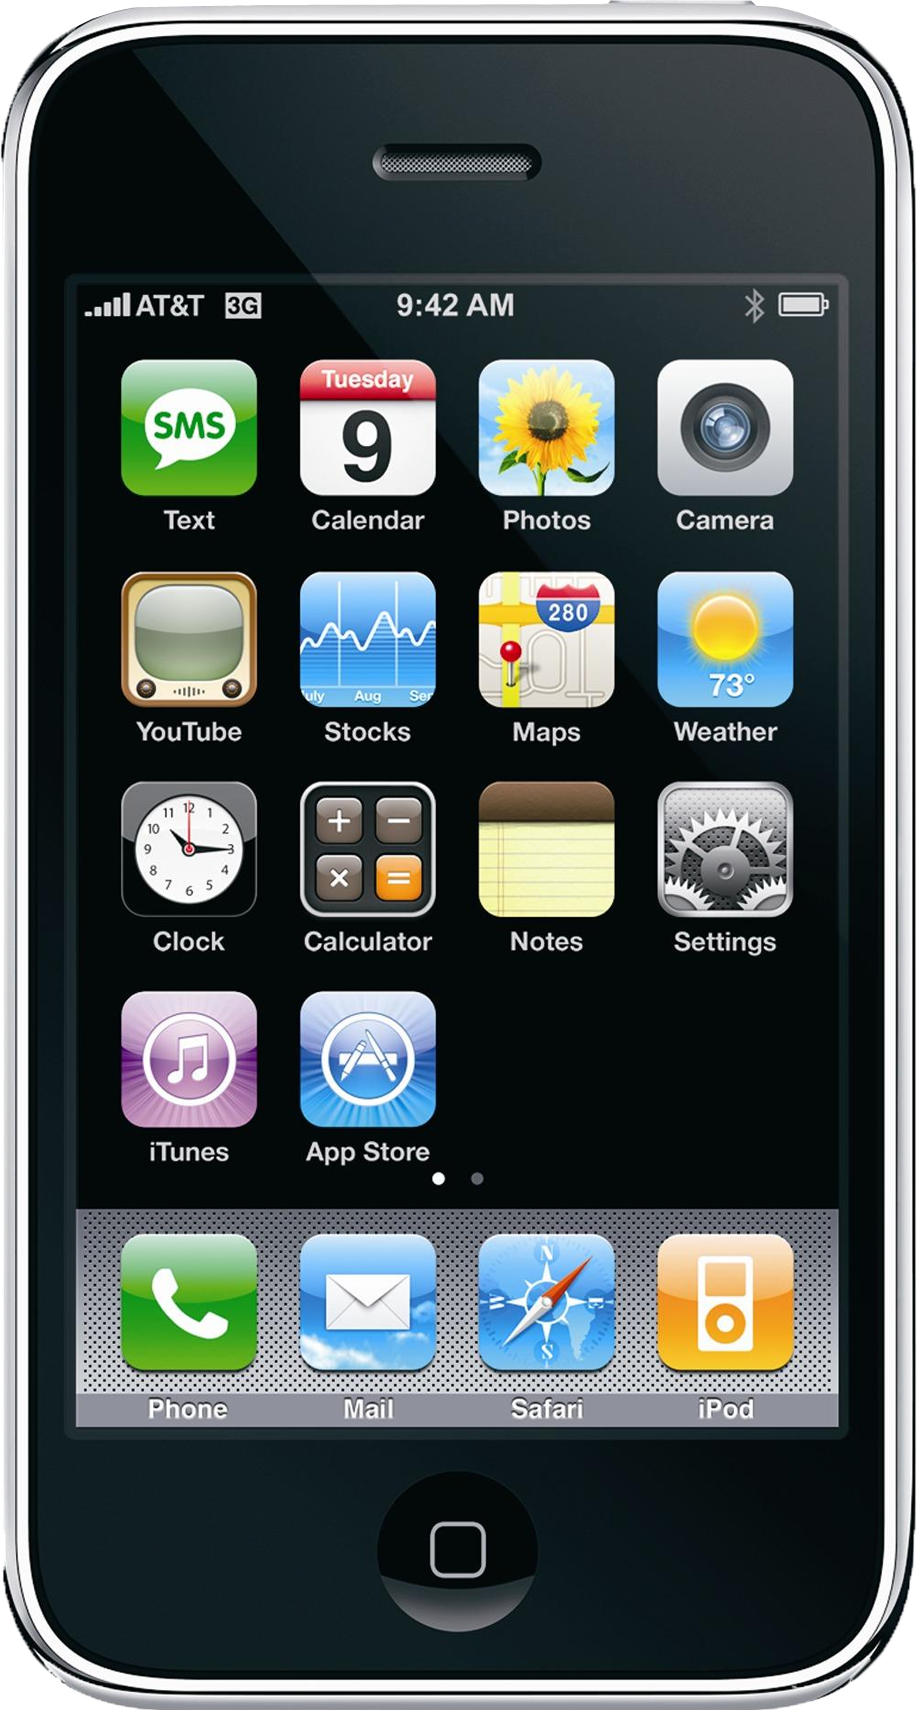 AT&T 3G 9:42 AM
SMS
Tuesday
9
Text Calendar Photos Camera
280
73°
uly Aug Sep
YouTube Stocks Maps Weather
12
11 1
10 2
9 3
8 4
7 5
6
+ −
× =
Clock Calculator Notes Settings
iTunes App Store
N
W E
S
Phone Mail Safari iPod